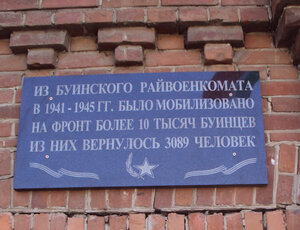 ИЗ БУИНСКОГО РАЙВОЕНКОМАТА
В 1941 - 1945 ГГ. БЫЛО МОБИЛИЗОВАНО
НА ФРОНТ БОЛЕЕ 10 ТЫСЯЧ БУИНЦЕВ
ИЗ НИХ ВЕРНУЛОСЬ 3089 ЧЕЛОВЕК